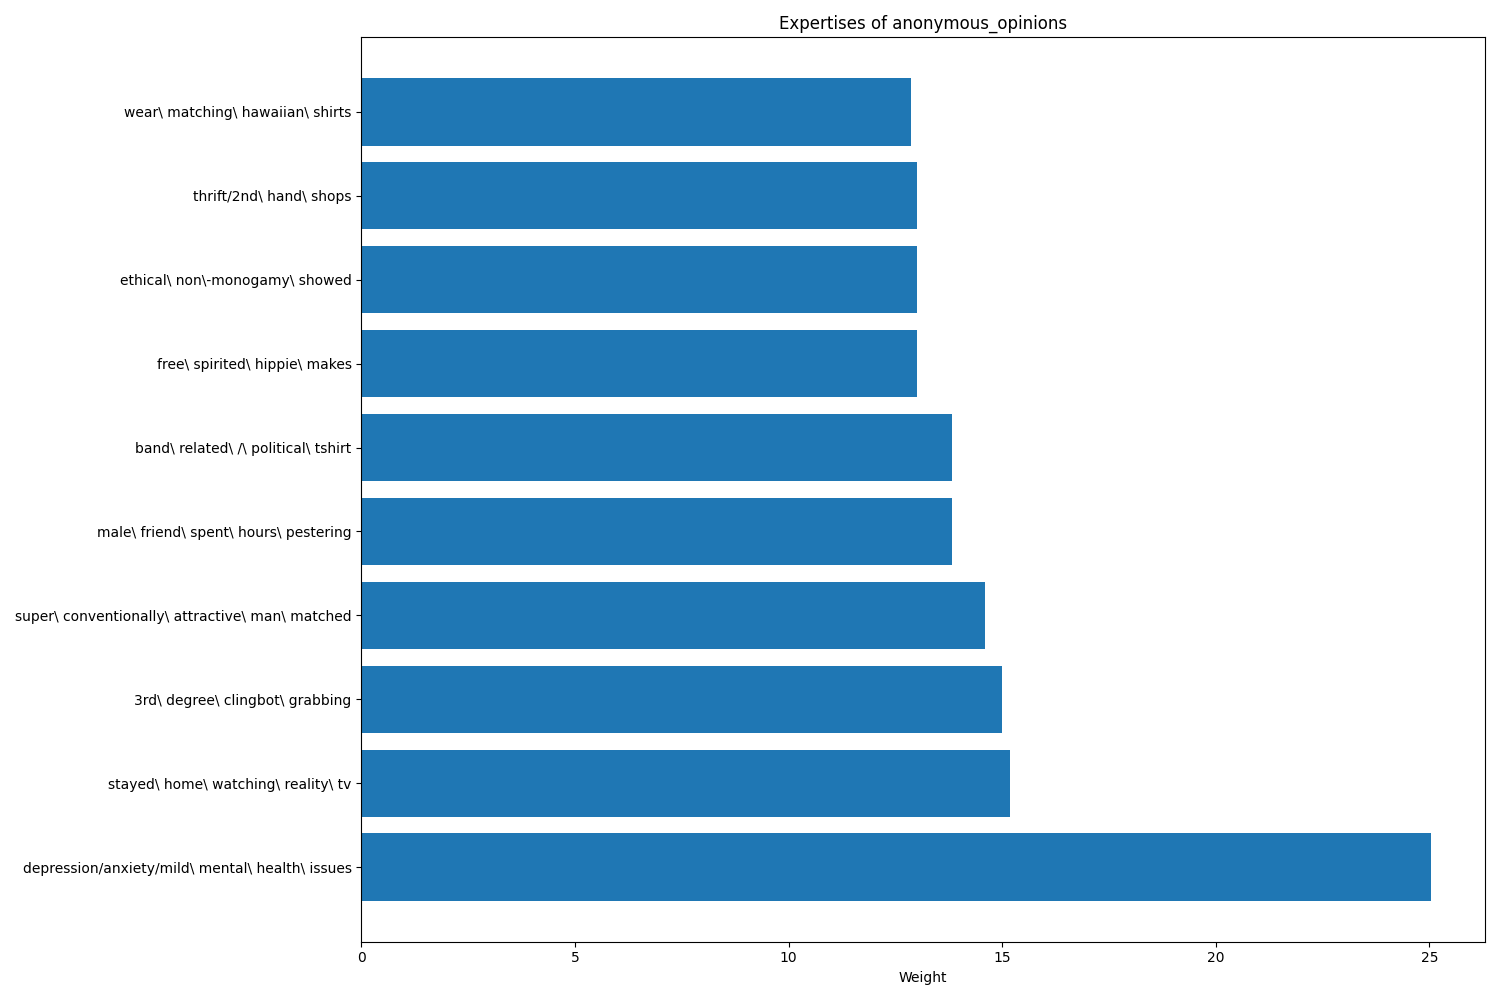 Expertises of anonymous_opinions
wear\ matching\ hawaiian\ shirts
thrift/2nd\ hand\ shops
ethical\ non\-monogamy\ showed
free\ spirited\ hippie\ makes
band\ related\ /\ political\ tshirt
male\ friend\ spent\ hours\ pestering
super\ conventionally\ attractive\ man\ matched
3rd\ degree\ clingbot\ grabbing
stayed\ home\ watching\ reality\ tv
depression/anxiety/mild\ mental\ health\ issues
0 5 10 15 20 25
Weight